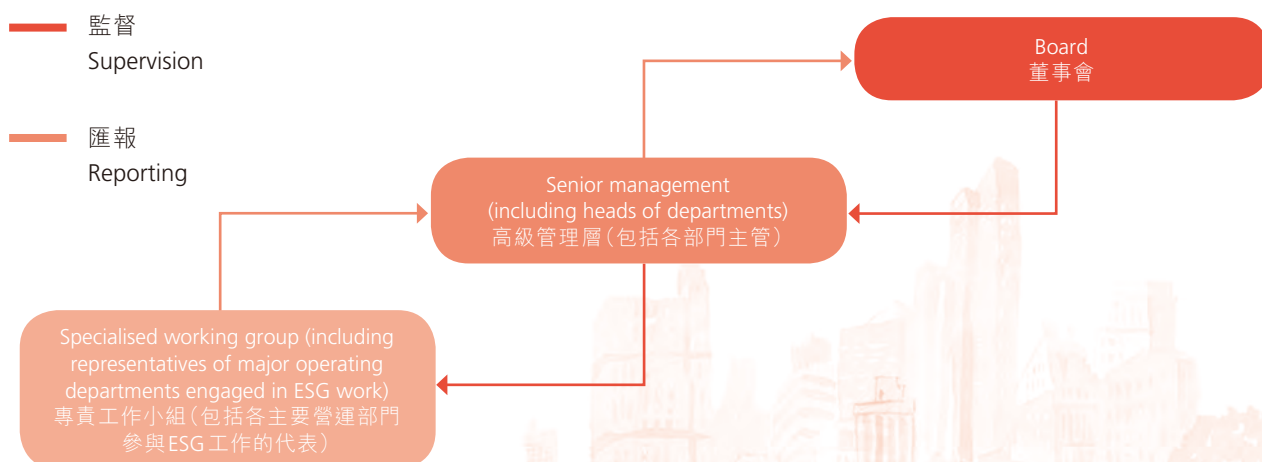 監督
Supervision
匯報
Reporting
Board
董事會
Senior management
(including heads of departments)
高級管理層(包括各部門主管)
Specialised working group (including
representatives of major operating
departments engaged in ESG work)
專責工作小組(包括各主要營運部門
參與ESG工作的代表)